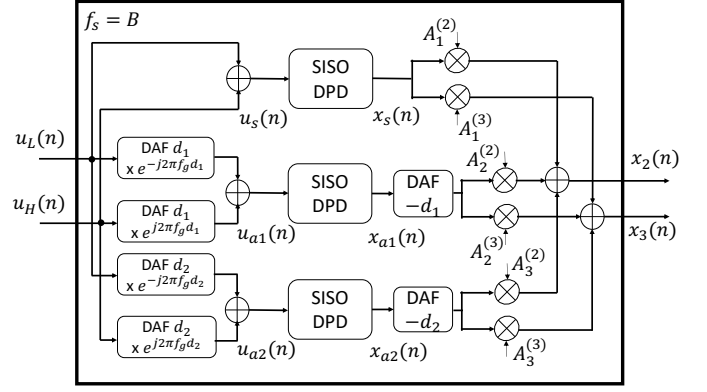 f_s = B
A_1^{(2)}
SISO
DPD
u_s(n)
x_s(n)
A_1^{(3)}
u_L(n)
DAF d_1
x e^{-j2πf_g d_1}
A_2^{(2)}
x_2(n)
SISO
DPD
DAF
−d_1
u_H(n)
DAF d_1
x e^{j2πf_g d_1}
u_{a1}(n)
x_{a1}(n)
A_2^{(3)}
x_3(n)
A_3^{(2)}
DAF d_2
x e^{-j2πf_g d_2}
SISO
DPD
DAF
−d_2
DAF d_2
x e^{j2πf_g d_2}
u_{a2}(n)
x_{a2}(n)
A_3^{(3)}